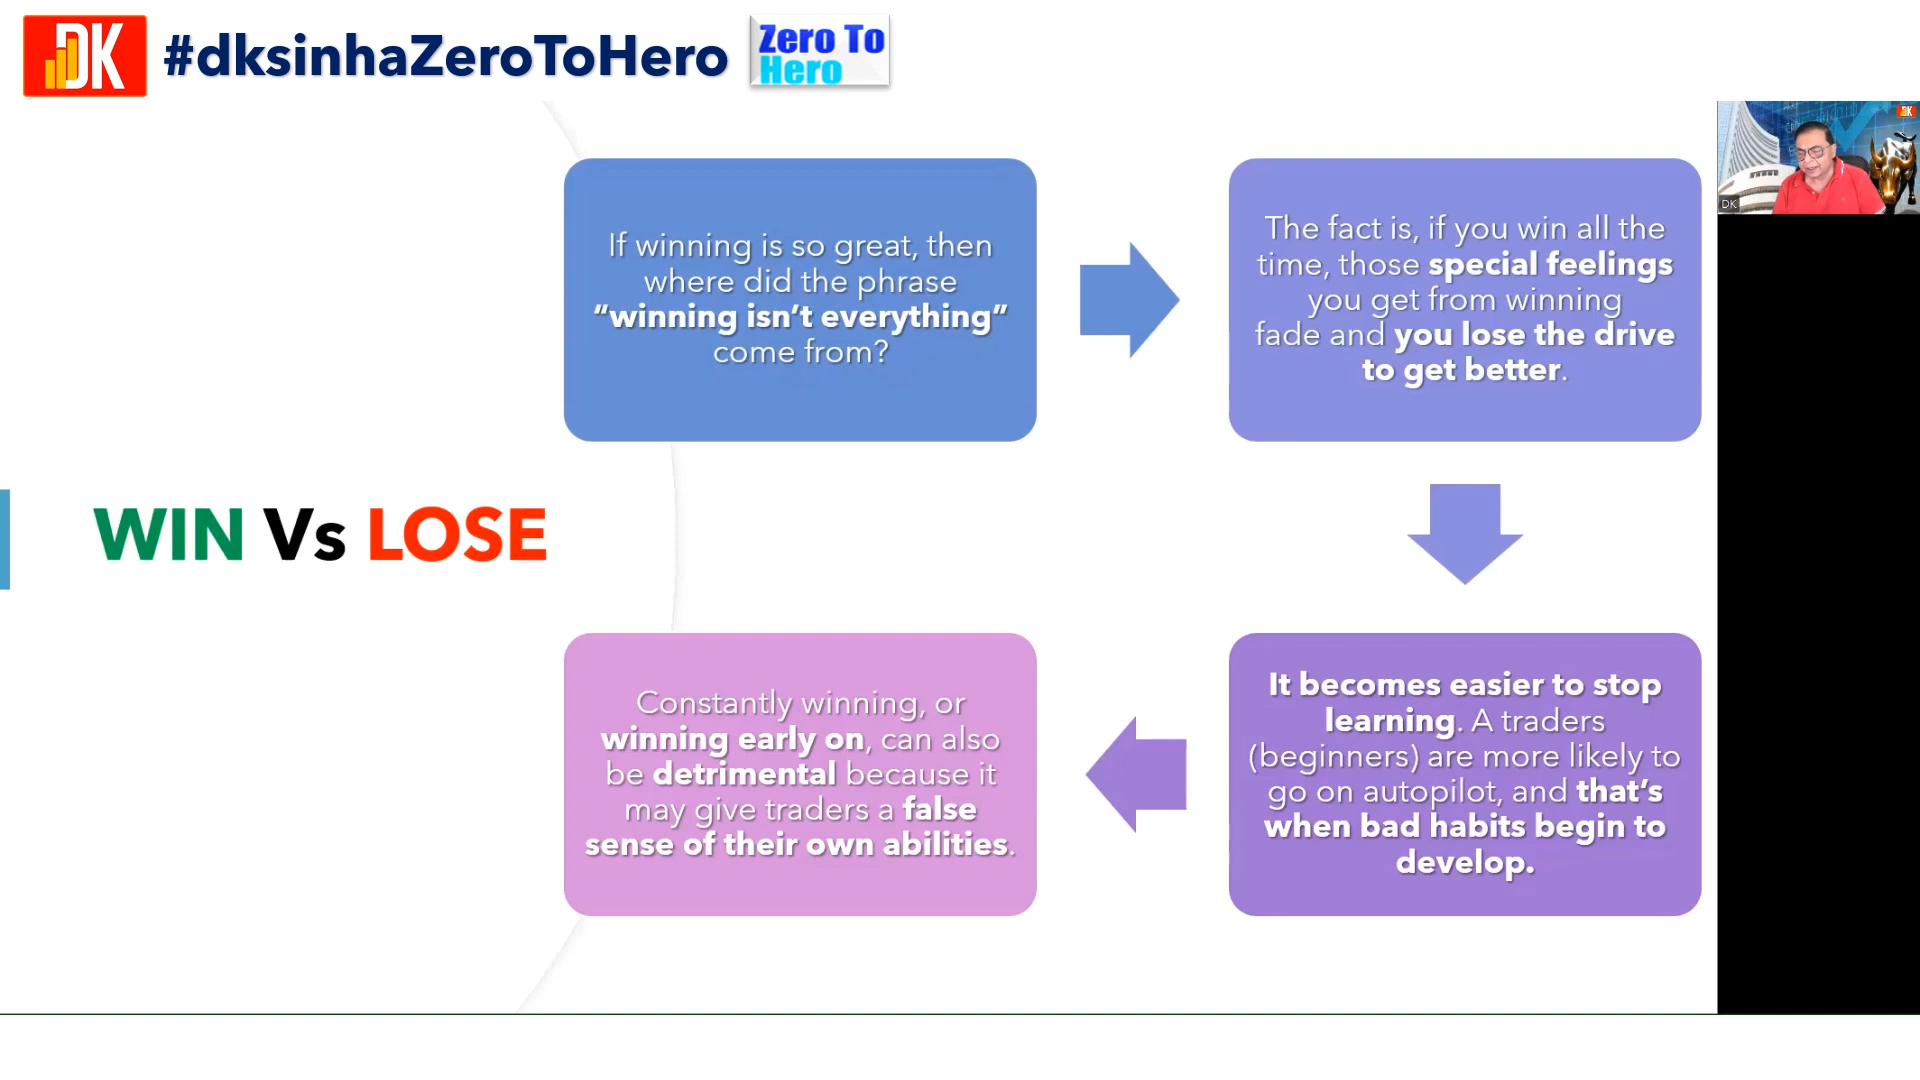 DK
#dksinhaZeroToHero
Zero To
Hero
DK
DK
WIN Vs LOSE
If winning is so great, then
where did the phrase
“winning isn’t everything”
come from?
The fact is, if you win all the
time, those special feelings
you get from winning
fade and you lose the drive
to get better.
It becomes easier to stop
learning. A traders
(beginners) are more likely to
go on autopilot, and that’s
when bad habits begin to
develop.
Constantly winning, or
winning early on, can also
be detrimental because it
may give traders a false
sense of their own abilities.